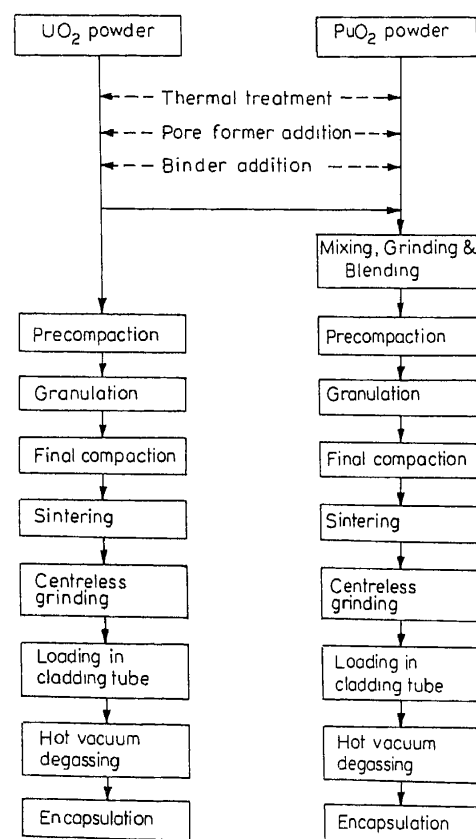 UO2 powder
PuO2 powder
Thermal treatment
Pore former addition
Binder addition
Mixing, Grinding &
Blending
Precompaction
Granulation
Final compaction
Sintering
Centreless
grinding
Loading in
cladding tube
Hot vacuum
degassing
Encapsulation
Precompaction
Granulation
Final compaction
Sintering
Centreless
grinding
Loading in
cladding tube
Hot vacuum
degassing
Encapsulation